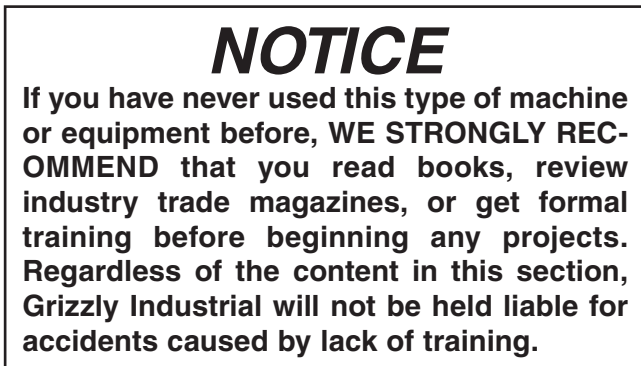 NOTICE
If you have never used this type of machine
or equipment before, WE STRONGLY REC-
OMMEND that you read books, review
industry trade magazines, or get formal
training before beginning any projects.
Regardless of the content in this section,
Grizzly Industrial will not be held liable for
accidents caused by lack of training.